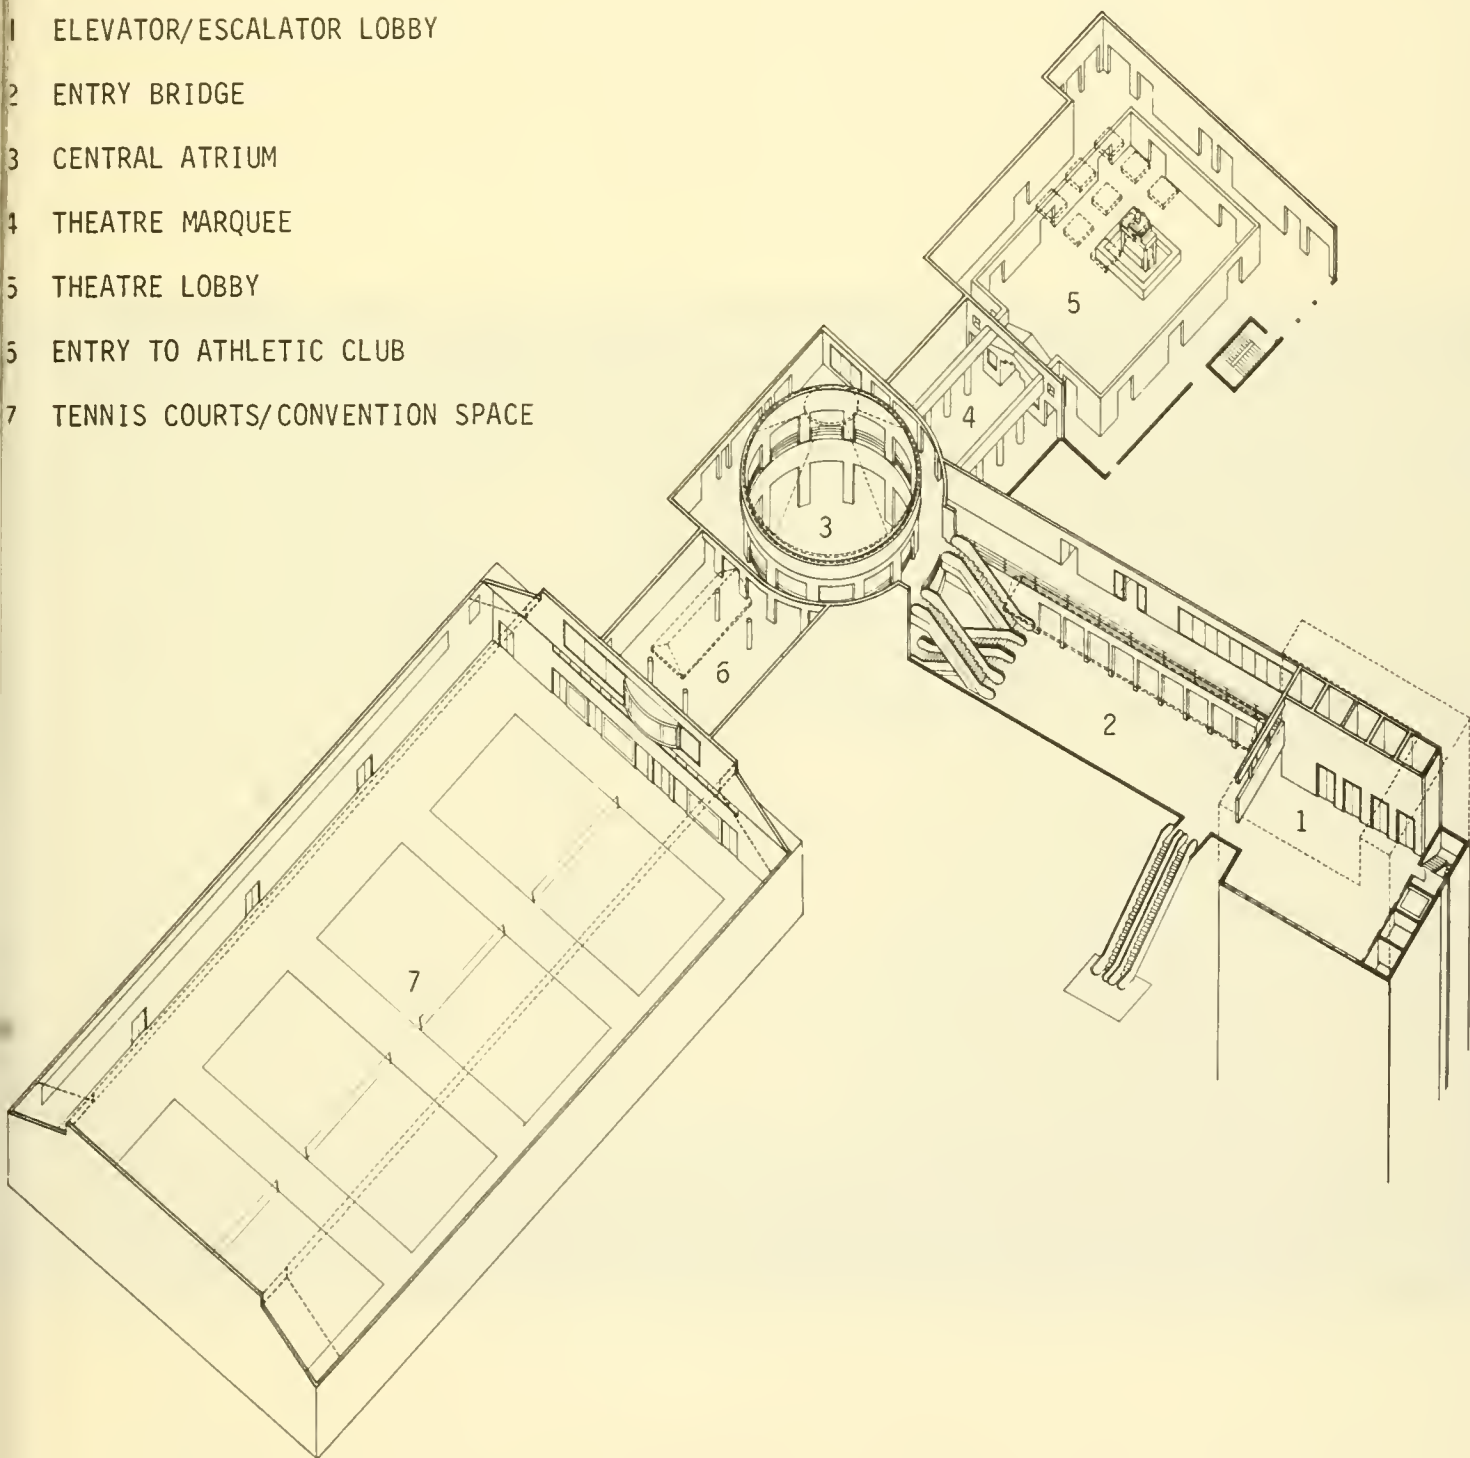 1 ELEVATOR/ESCALATOR LOBBY
2 ENTRY BRIDGE
3 CENTRAL ATRIUM
4 THEATRE MARQUEE
5 THEATRE LOBBY
6 ENTRY TO ATHLETIC CLUB
7 TENNIS COURTS/CONVENTION SPACE
5
4
3
6
2
1
7